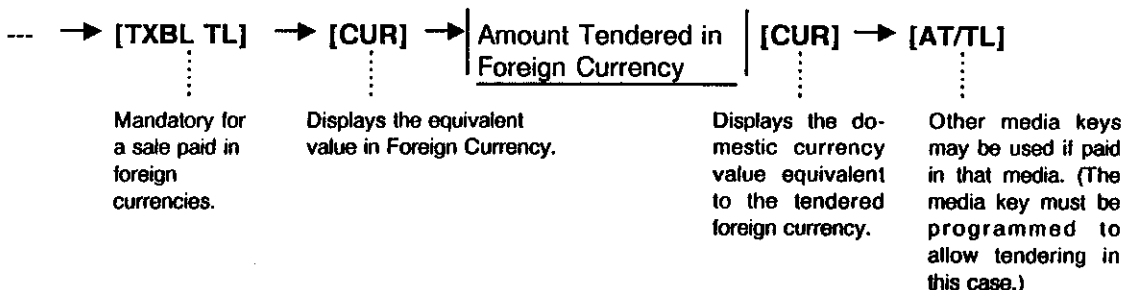 --- → [TXBL TL] → [CUR] → Amount Tendered in Foreign Currency [CUR] → [AT/TL]
Mandatory for
a sale paid in
foreign
currencies.
Displays the equivalent
value in Foreign Currency.
Displays the do-
mestic currency
value equivalent
to the tendered
foreign currency.
Other media keys
may be used if paid
in that media. (The
media key must be
programmed to
allow tendering in
this case.)